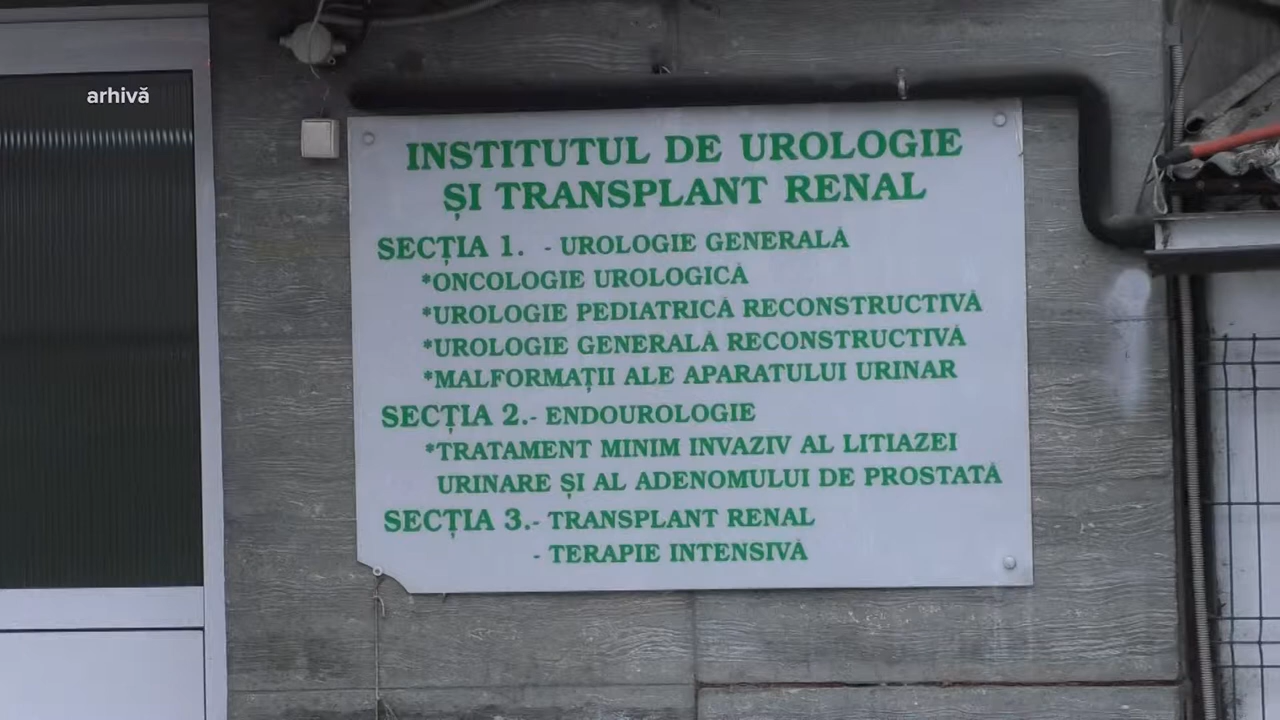 arhivă
INSTITUTUL DE UROLOGIE
ȘI TRANSPLANT RENAL
SECȚIA 1. - UROLOGIE GENERALĂ
*ONCOLOGIE UROLOGICĂ
*UROLOGIE PEDIATRICĂ RECONSTRUCTIVĂ
*UROLOGIE GENERALĂ RECONSTRUCTIVĂ
*MALFORMAȚII ALE APARATULUI URINAR
SECȚIA 2.- ENDOUROLOGIE
*TRATAMENT MINIM INVAZIV AL LITIAZEI
URINARE ȘI AL ADENOMULUI DE PROSTATĂ
SECȚIA 3.- TRANSPLANT RENAL
- TERAPIE INTENSIVĂ